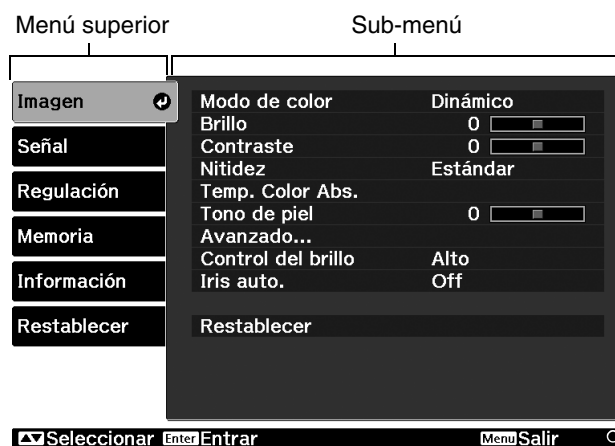 Menú superior
Sub-menú
Imagen
Señal
Regulación
Memoria
Información
Restablecer
Modo de color Dinámico
Brillo 0
Contraste 0
Nitidez Estándar
Temp. Color Abs.
Tono de piel 0
Avanzado...
Control del brillo Alto
Iris auto. Off
Restablecer
Seleccionar Enter Entrar Menu Salir